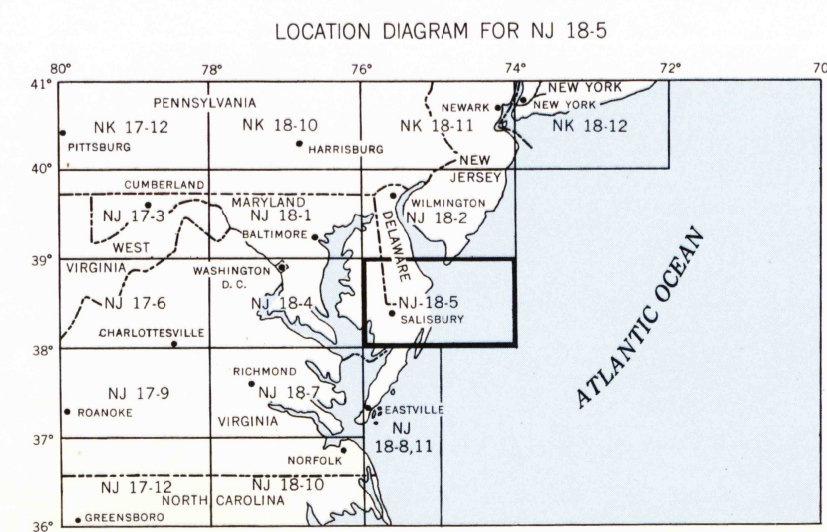 LOCATION DIAGRAM FOR NJ 18-5
80°
78°
76°
74°
72°
70
41°
PENNSYLVANIA
NEW YORK
NEWARK
NEW YORK
NK 17-12
NK 18-10
NK 18-11
NK 18-12
PITTSBURG
HARRISBURG
40°
NEW
JERSEY
CUMBERLAND
MARYLAND
WILMINGTON
NJ 17-3
NJ 18-1
NJ 18-2
DELAWARE
BALTIMORE
WEST
VIRGINIA
39°
WASHINGTON
D. C.
NJ 17-6
NJ 18-4
NJ 18-5
SALISBURY
ATLANTIC OCEAN
CHARLOTTESVILLE
38°
RICHMOND
NJ 17-9
NJ 18-7
ROANOKE
VIRGINIA
EASTVILLE
NJ
18-8,11
37°
NORFOLK
NJ 17-12
NJ 18-10
NORTH CAROLINA
GREENSBORO
36°